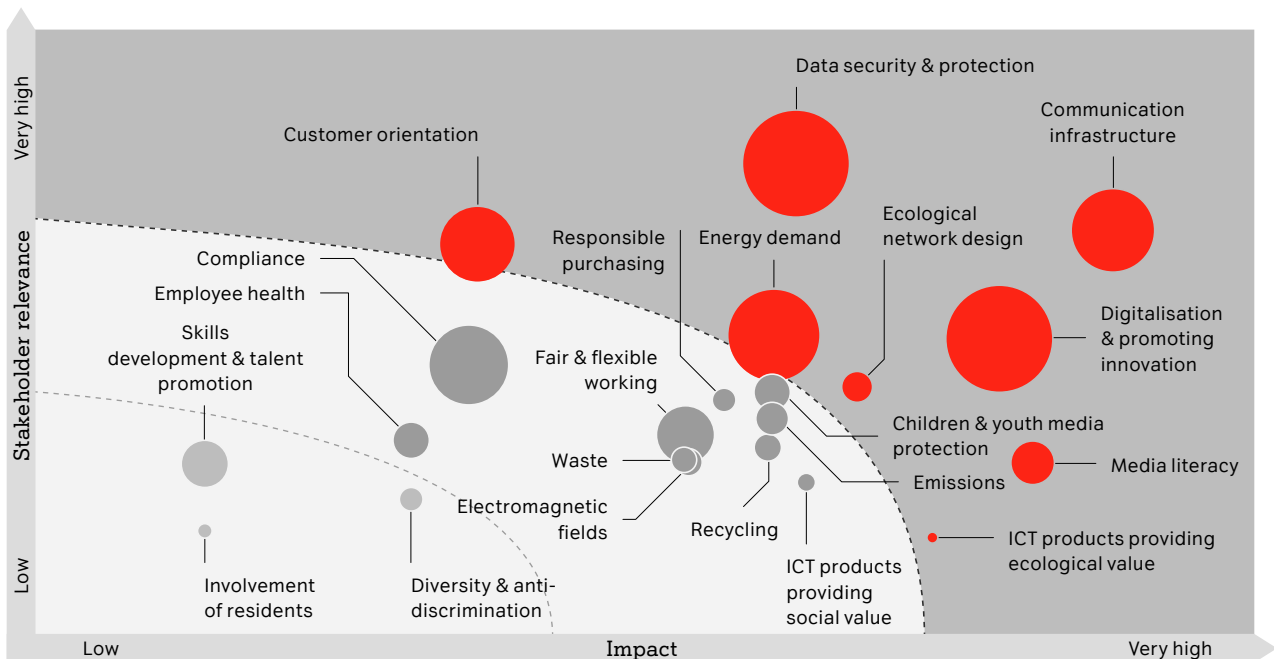 Very high
Stakeholder relevance
Low
Data security & protection
Communication
infrastructure
Customer orientation
Ecological
network design
Responsible
purchasing
Energy demand
Compliance
Employee health
Skills
development & talent
promotion
Fair & flexible
working
Digitalisation
& promoting
innovation
Children & youth media
protection
Waste
Media literacy
Emissions
Electromagnetic
fields
Recycling
ICT products providing
ecological value
ICT products
providing
social value
Involvement
of residents
Diversity & anti-
discrimination
Low
Impact
Very high